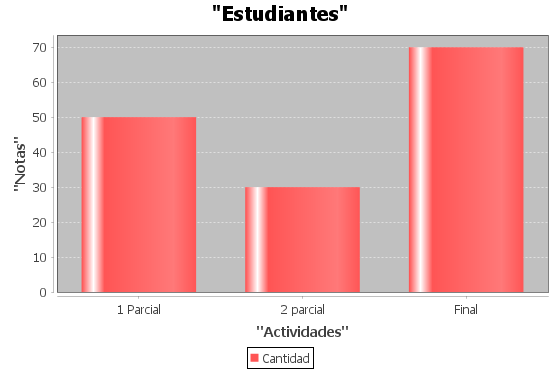 "Estudiantes"
70
60
50
40
30
20
10
0
"Notas"
1 Parcial
2 parcial
Final
"Actividades"
Cantidad